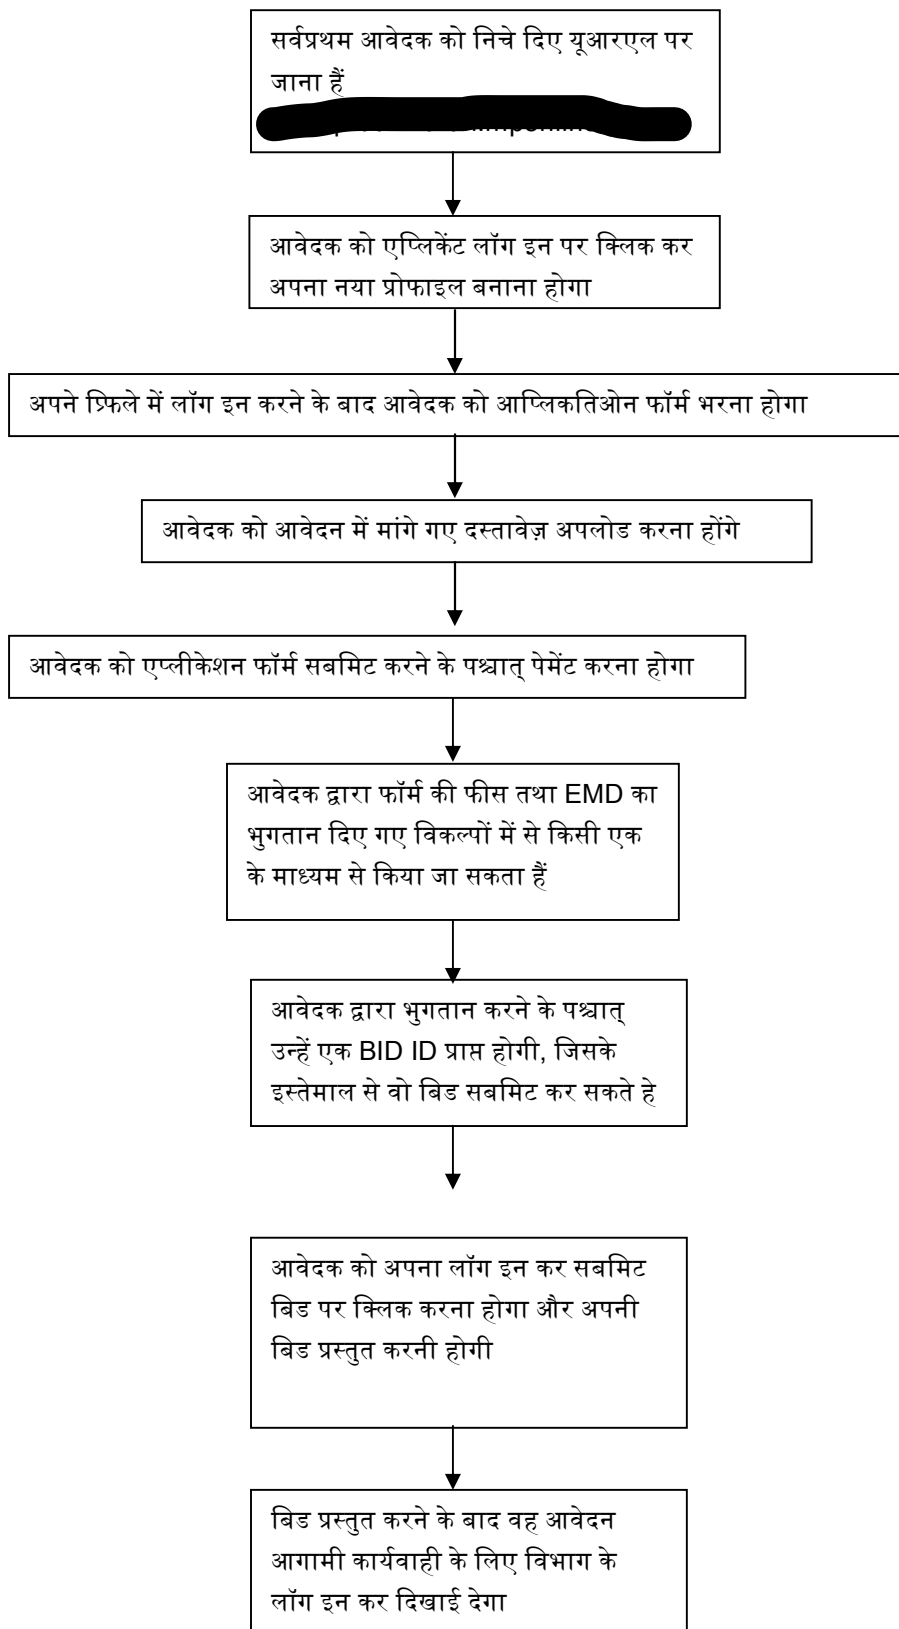 सर्वप्रथम आवेदक को निचे दिए यूआरएल पर
जाना हैं
आवेदक को एप्लिकेंट लॉग इन पर क्लिक कर
अपना नया प्रोफाइल बनाना होगा
अपने प्र्फिले में लॉग इन करने के बाद आवेदक को आप्लिकतिओन फॉर्म भरना होगा
आवेदक को आवेदन में मांगे गए दस्तावेज़ अपलोड करना होंगे
आवेदक को एप्लीकेशन फॉर्म सबमिट करने के पश्चात् पेमेंट करना होगा
आवेदक द्वारा फॉर्म की फीस तथा EMD का
भुगतान दिए गए विकल्पों में से किसी एक
के माध्यम से किया जा सकता हैं
आवेदक द्वारा भुगतान करने के पश्चात्
उन्हें एक BID ID प्राप्त होगी, जिसके
इस्तेमाल से वो बिड सबमिट कर सकते हे
आवेदक को अपना लॉग इन कर सबमिट
बिड पर क्लिक करना होगा और अपनी
बिड प्रस्तुत करनी होगी
बिड प्रस्तुत करने के बाद वह आवेदन
आगामी कार्यवाही के लिए विभाग के
लॉग इन कर दिखाई देगा